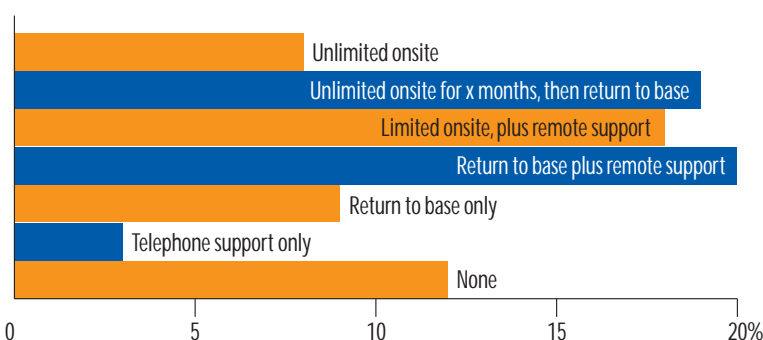 Unlimited onsite
Unlimited onsite for x months, then return to base
Limited onsite, plus remote support
Return to base plus remote support
Return to base only
Telephone support only
None
0 5 10 15 20%